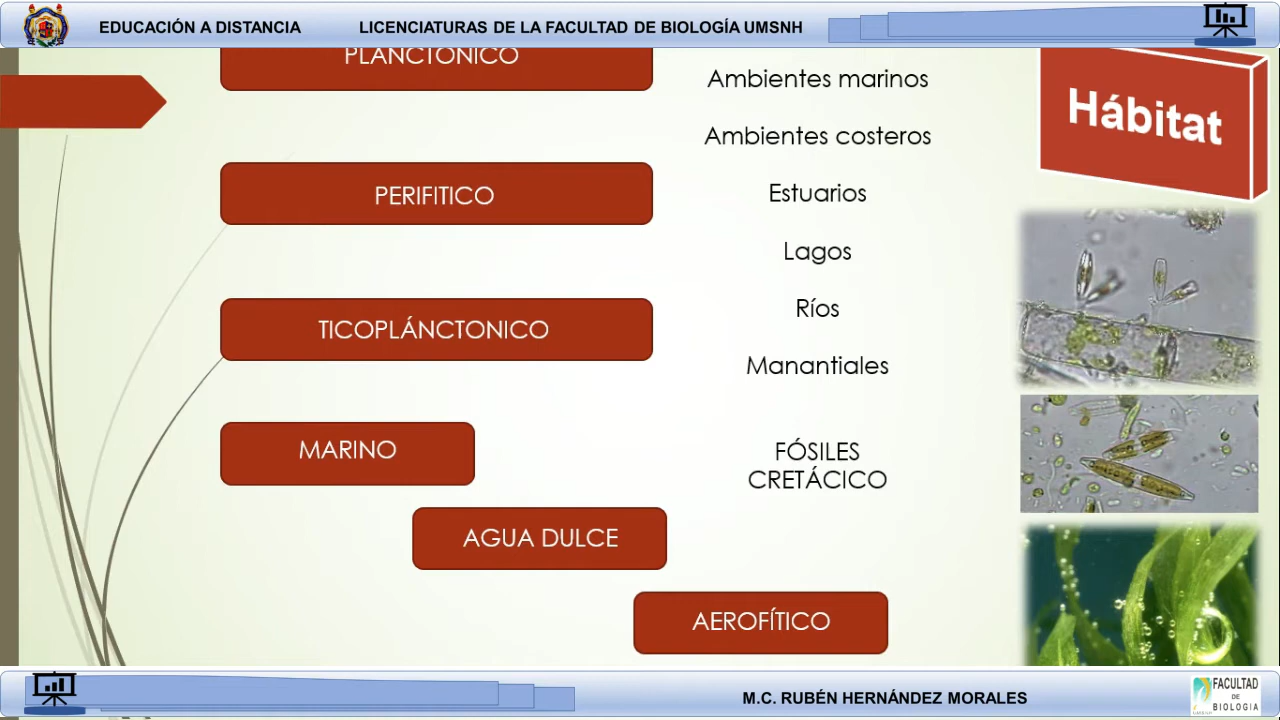 EDUCACIÓN A DISTANCIA LICENCIATURAS DE LA FACULTAD DE BIOLOGÍA UMSNH
PLANCTONICO
PERIFITICO
TICOPLÁNCTONICO
MARINO
AGUA DULCE
AEROFÍTICO
Ambientes marinos
Ambientes costeros
Estuarios
Lagos
Ríos
Manantiales
FÓSILES
CRETÁCICO
Hábitat
M.C. RUBÉN HERNÁNDEZ MORALES
FACULTAD
DE
BIOLOGIA